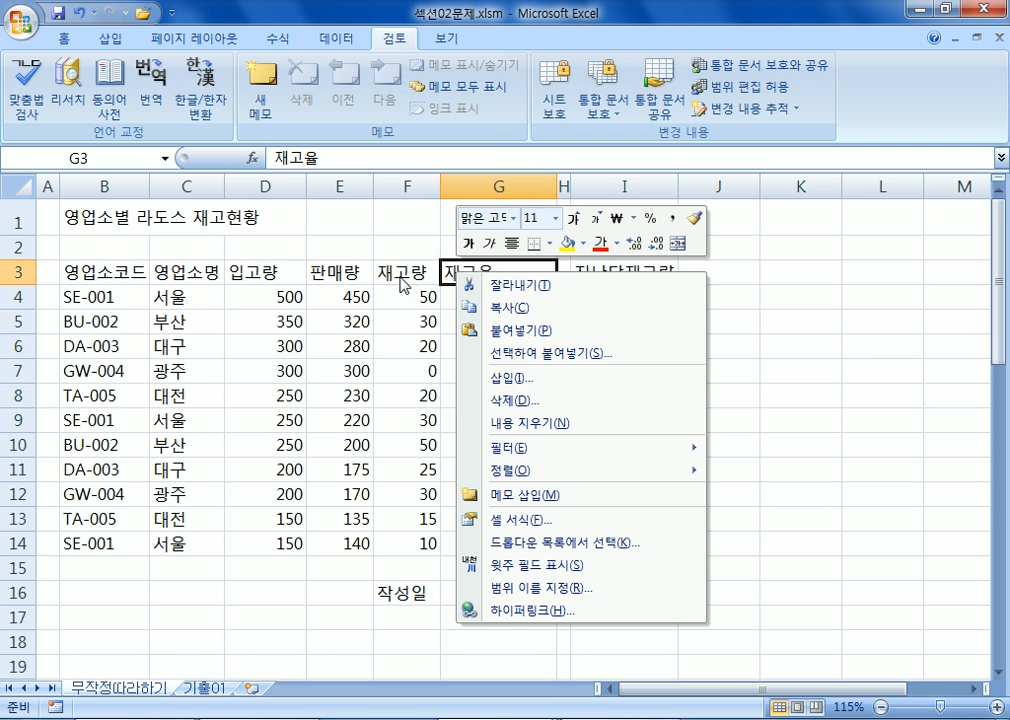 섹션02문제.xlsm - Microsoft Excel
홈 삽입 페이지 레이아웃 수식 데이터 검토 보기
맞춤법 검사 리서치 동의어 사전 번역 한글/한자 변환
언어 교정
새 메모 삭제 이전 다음
메모 표시/숨기기
메모 모두 표시
잉크 표시
메모
시트 보호 통합 문서 보호 통합 문서 공유
통합 문서 보호와 공유
범위 편집 허용
변경 내용 추적
변경 내용
G3 fx 재고율
A B C D E F G H I J K L M
1 영업소별 라도스 재고현황
2
3 영업소코드 영업소명 입고량 판매량 재고량 재고율 지난달재고량
4 SE-001 서울 500 450 50
5 BU-002 부산 350 320 30
6 DA-003 대구 300 280 20
7 GW-004 광주 300 300 0
8 TA-005 대전 250 230 20
9 SE-001 서울 250 220 30
10 BU-002 부산 250 200 50
11 DA-003 대구 200 175 25
12 GW-004 광주 200 170 30
13 TA-005 대전 150 135 15
14 SE-001 서울 150 140 10
15
16 작성일
17
18
19
맑은 고딕 11 가 가 ₩ % ,
가 가 가
잘라내기(T)
복사(C)
붙여넣기(P)
선택하여 붙여넣기(S)...
삽입(I)...
삭제(D)...
내용 지우기(N)
필터(E)
정렬(O)
메모 삽입(M)
셀 서식(F)...
드롭다운 목록에서 선택(K)...
윗주 필드 표시(S)
범위 이름 지정(R)...
하이퍼링크(H)...
무작정따라하기 기출01
준비 115%